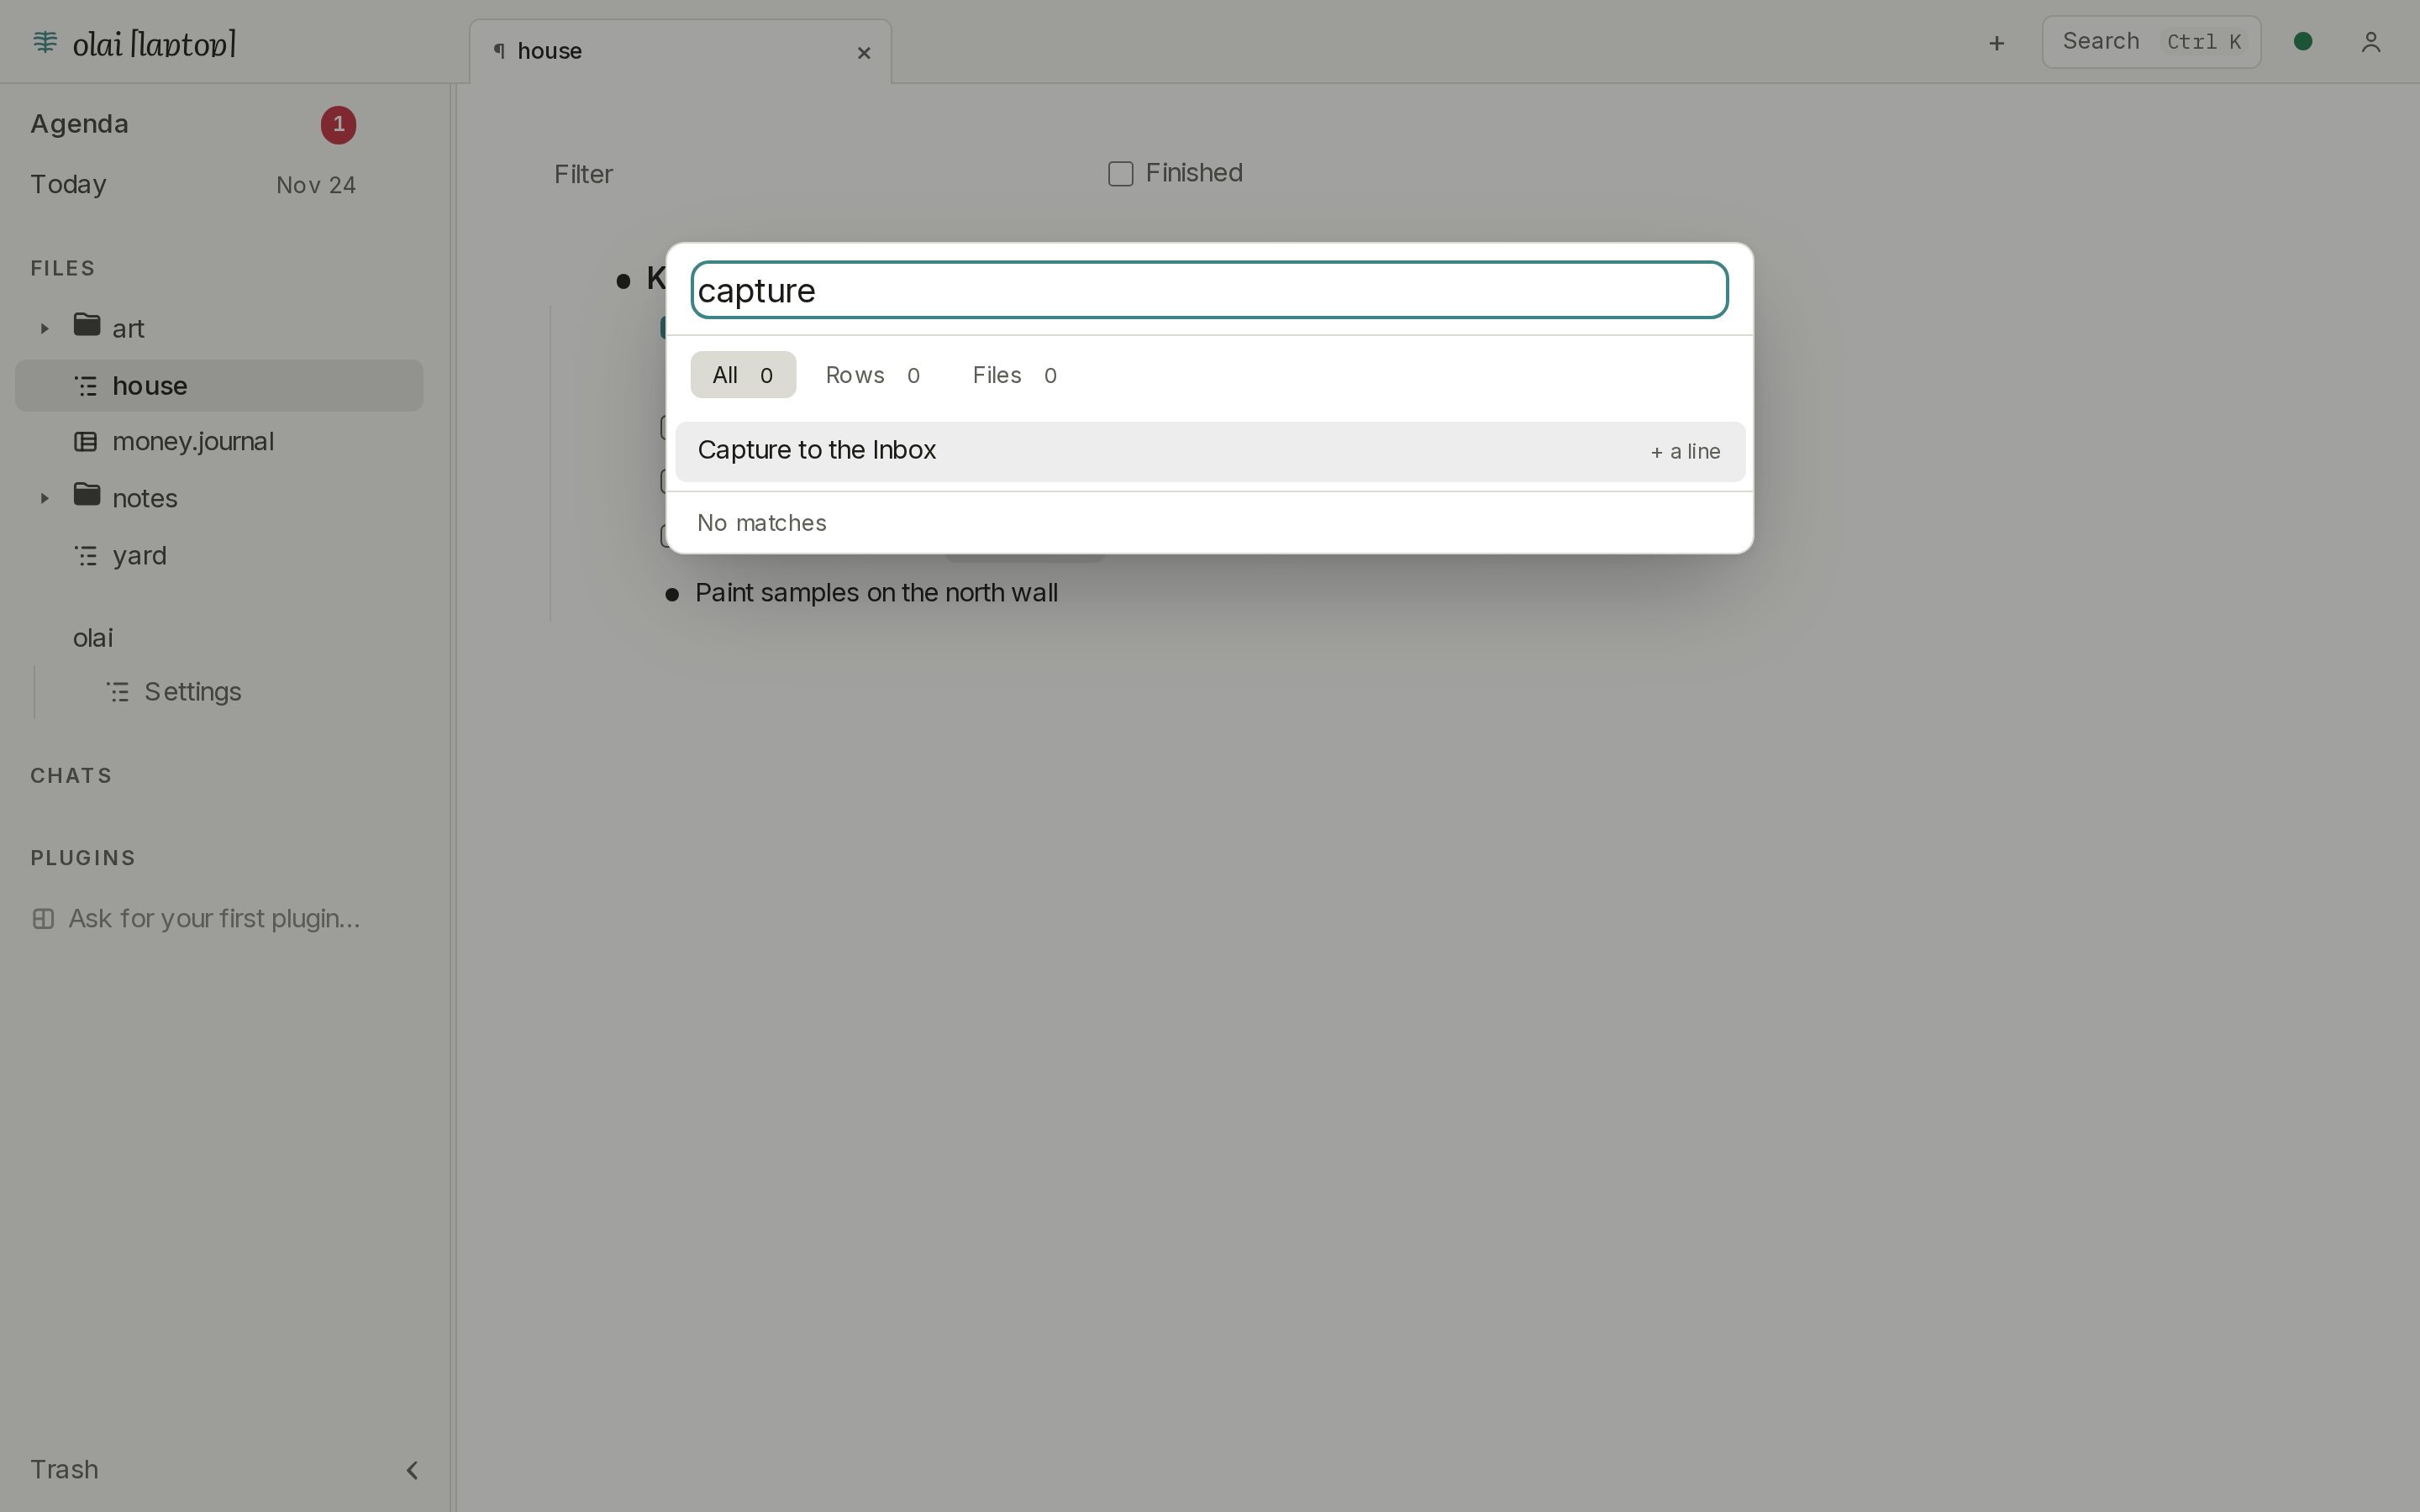 olai [laptop]
¶ house ×
+ Search Ctrl K
Agenda 1
Today Nov 24
FILES
art
house
money.journal
notes
yard
olai
Settings
CHATS
PLUGINS
Ask for your first plugin...
Trash
Filter
Finished
K
capture
All 0 Rows 0 Files 0
Capture to the Inbox + a line
No matches
Paint samples on the north wall